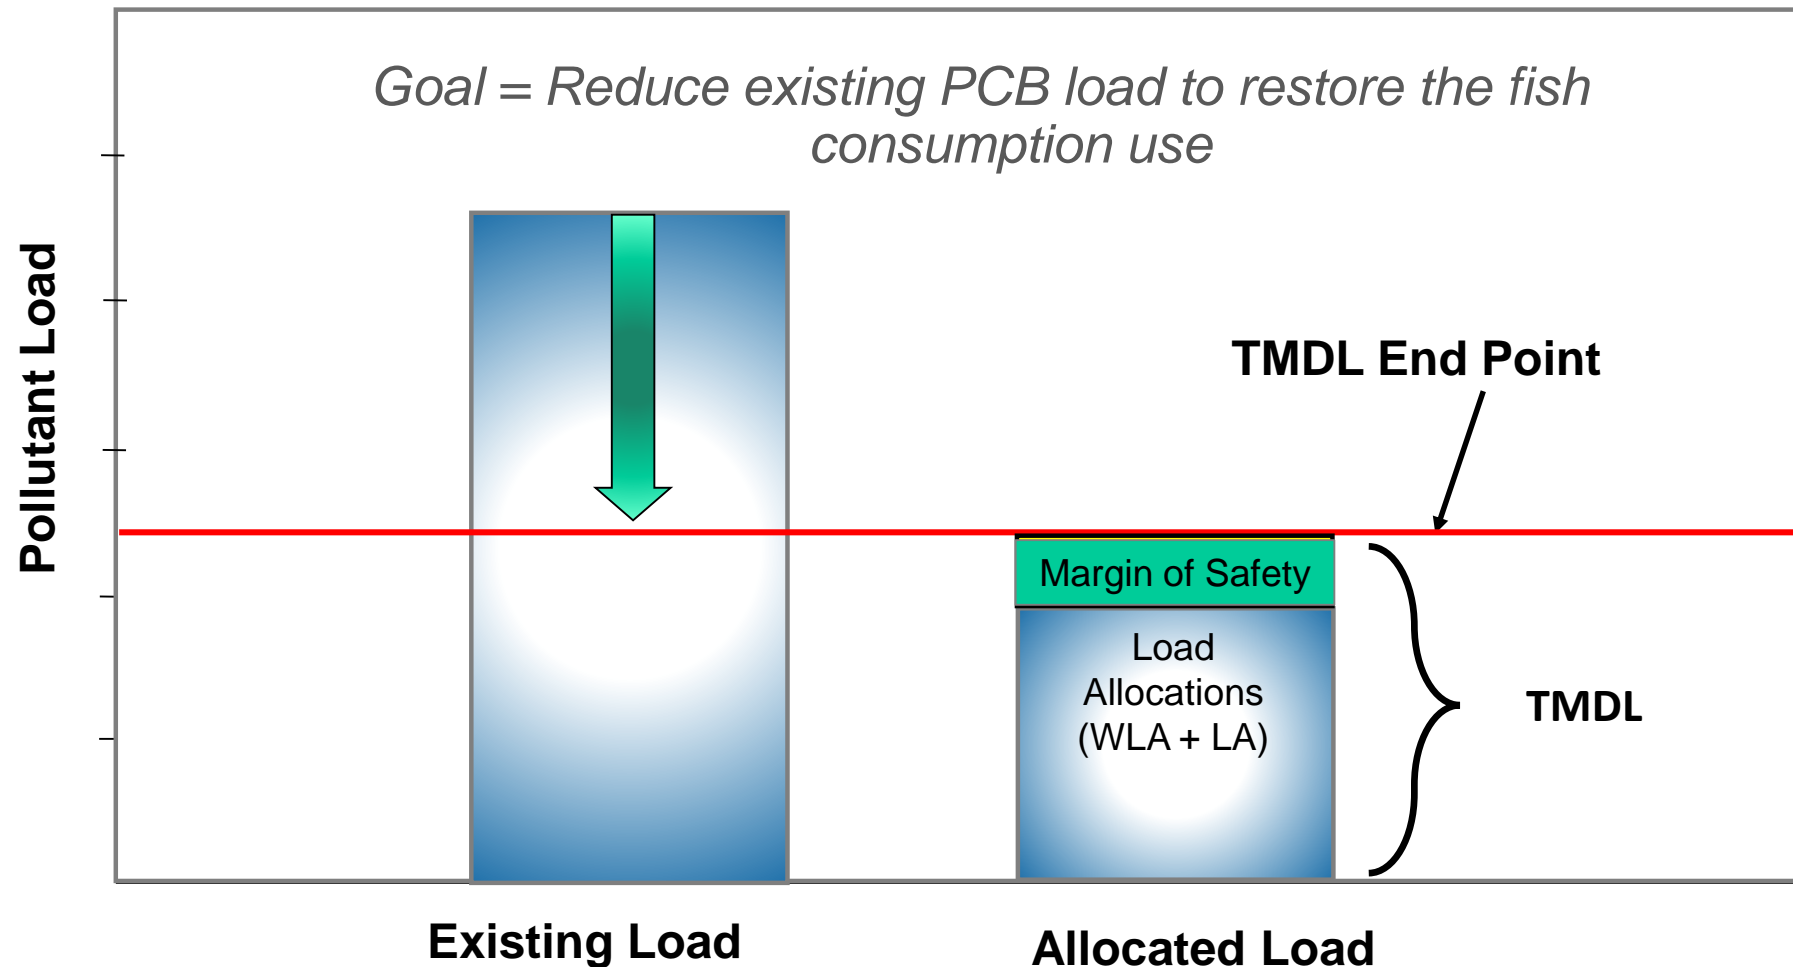 Goal = Reduce existing PCB load to restore the fish
consumption use
Pollutant Load
TMDL End Point
Margin of Safety
Load
Allocations
(WLA + LA)
TMDL
Existing Load
Allocated Load